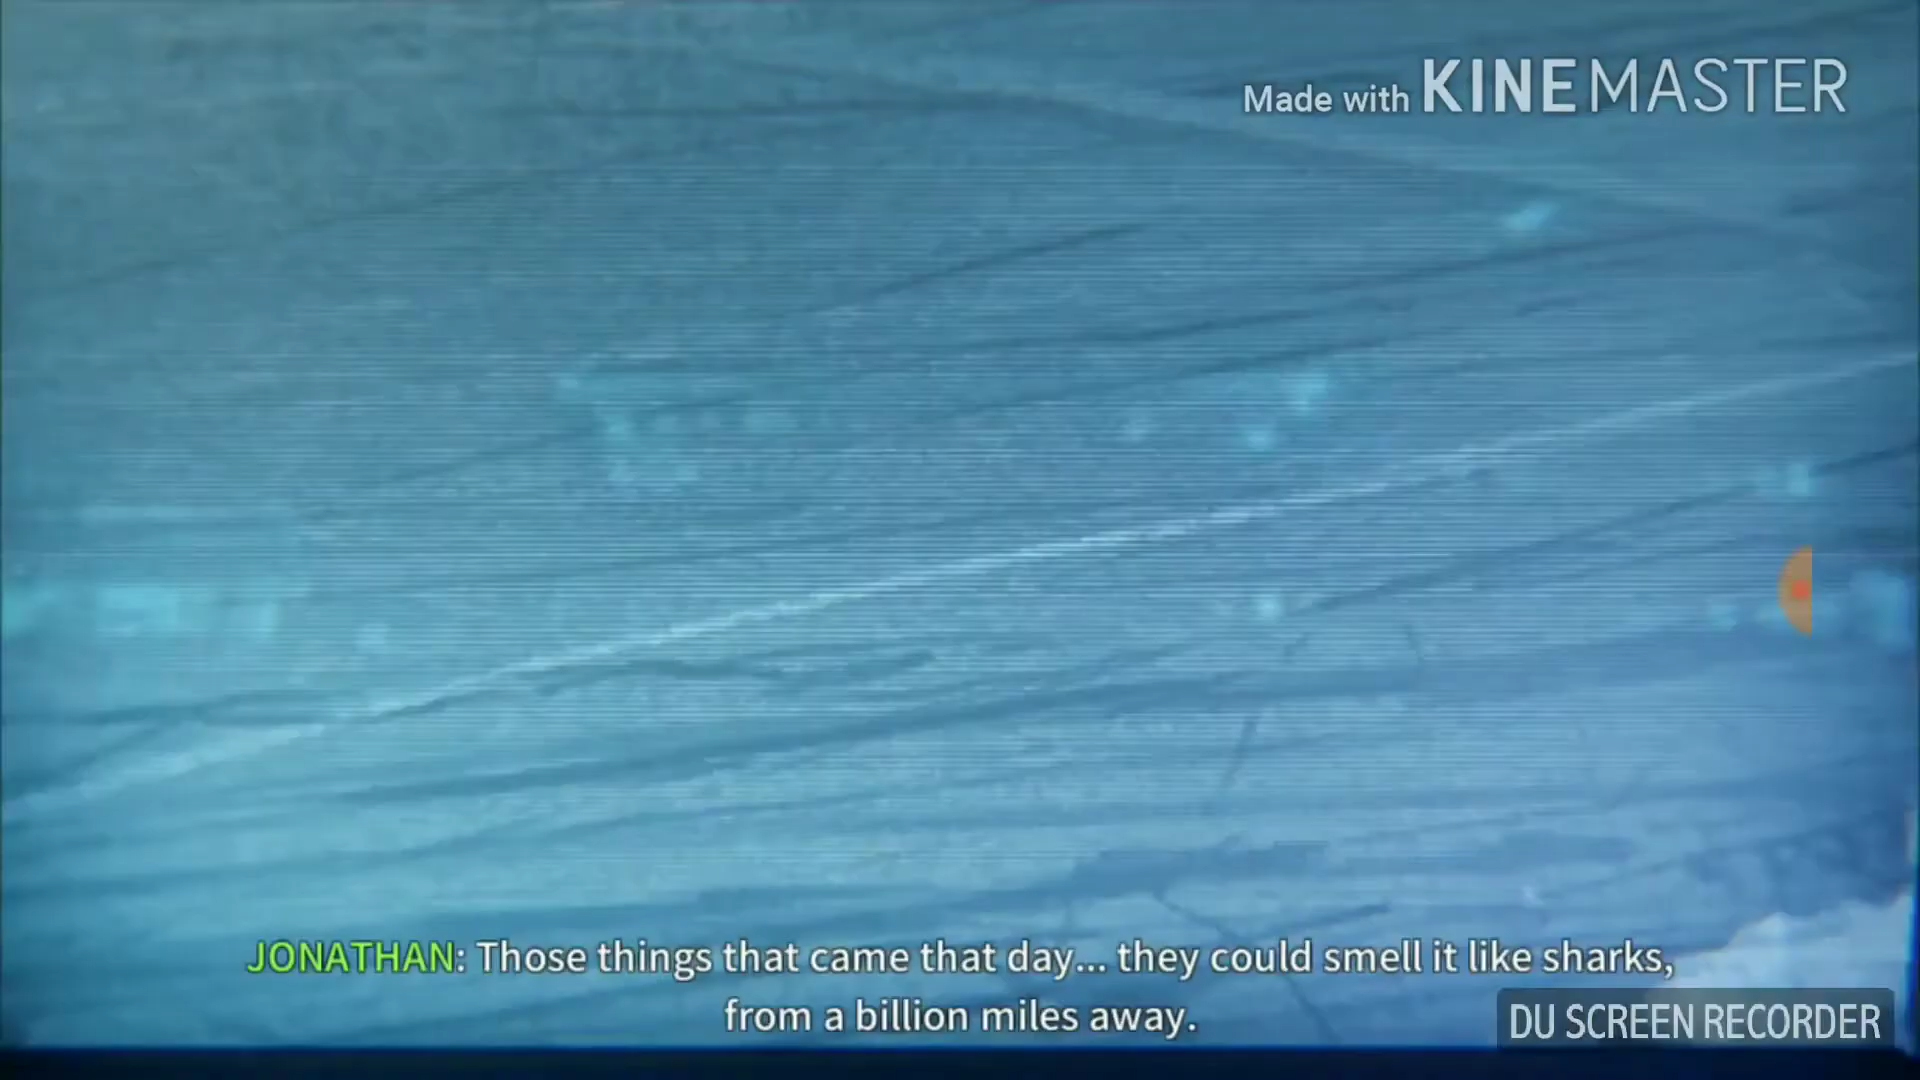 Made with KINEMASTER
JONATHAN: Those things that came that day... they could smell it like sharks,
from a billion miles away.
DU SCREEN RECORDER